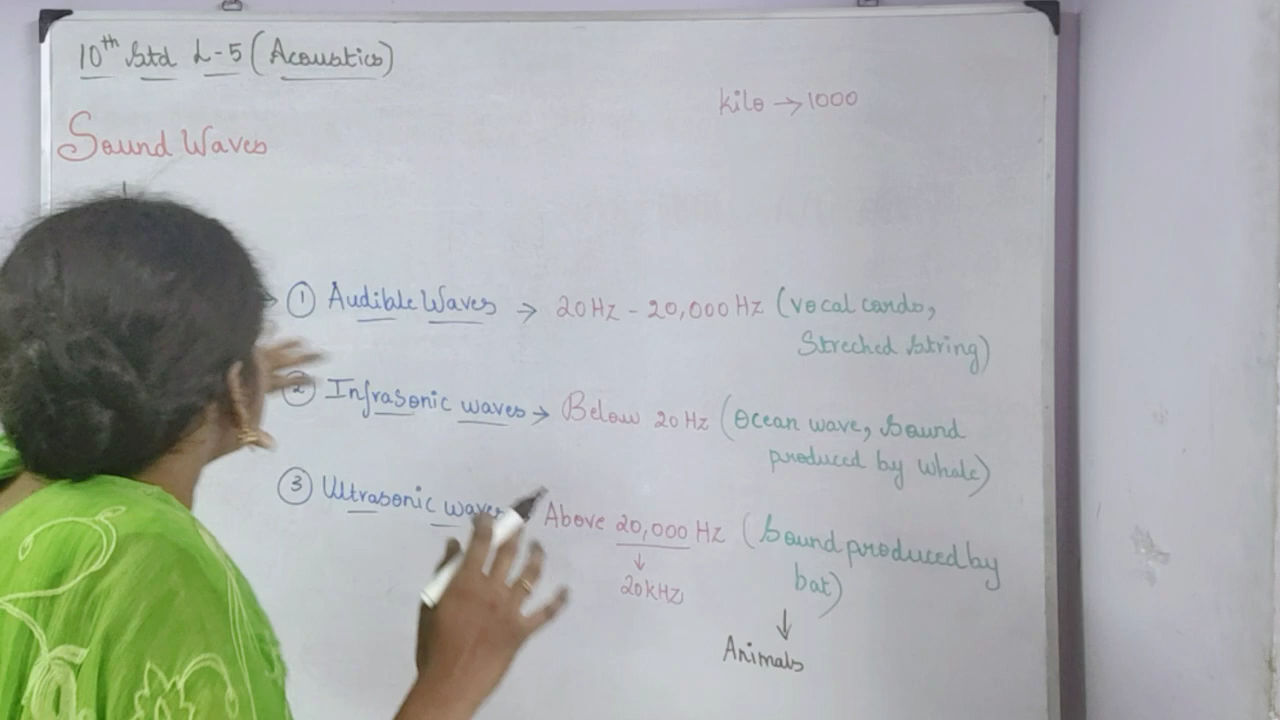 10th Std L-5 (Acoustics)
kilo → 1000
Sound Waves
① Audible Waves → 20Hz - 20,000 Hz (vocal cords,
Streched string)
② Infrasonic waves → Below 20 Hz (Ocean wave, Sound
produced by whale)
③ Ultrasonic waves Above 20,000 Hz (Sound produced by
bat)
↓
20kHz
↓
Animals